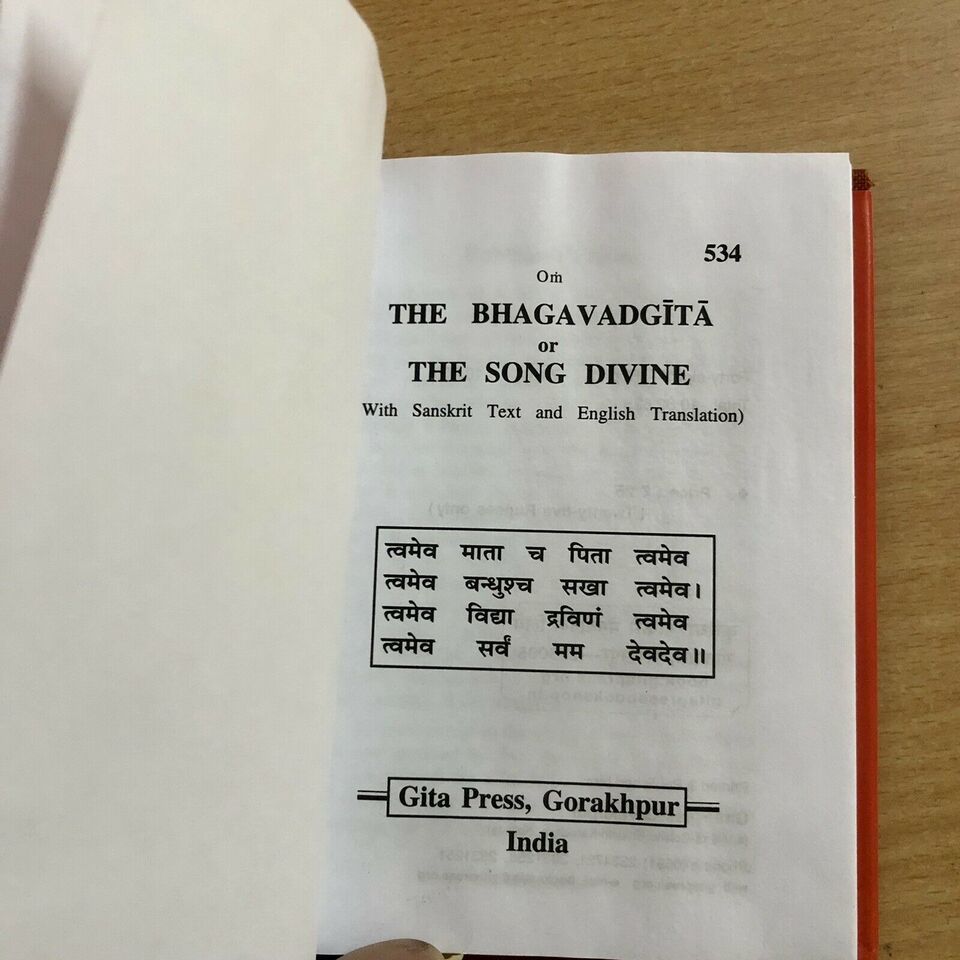 534
Oṁ
THE BHAGAVADGĪTĀ
or
THE SONG DIVINE
With Sanskrit Text and English Translation)
त्वमेव माता च पिता त्वमेव
त्वमेव बन्धुश्च सखा त्वमेव।
त्वमेव विद्या द्रविणं त्वमेव
त्वमेव सर्वं मम देवदेव॥
Gita Press, Gorakhpur
India